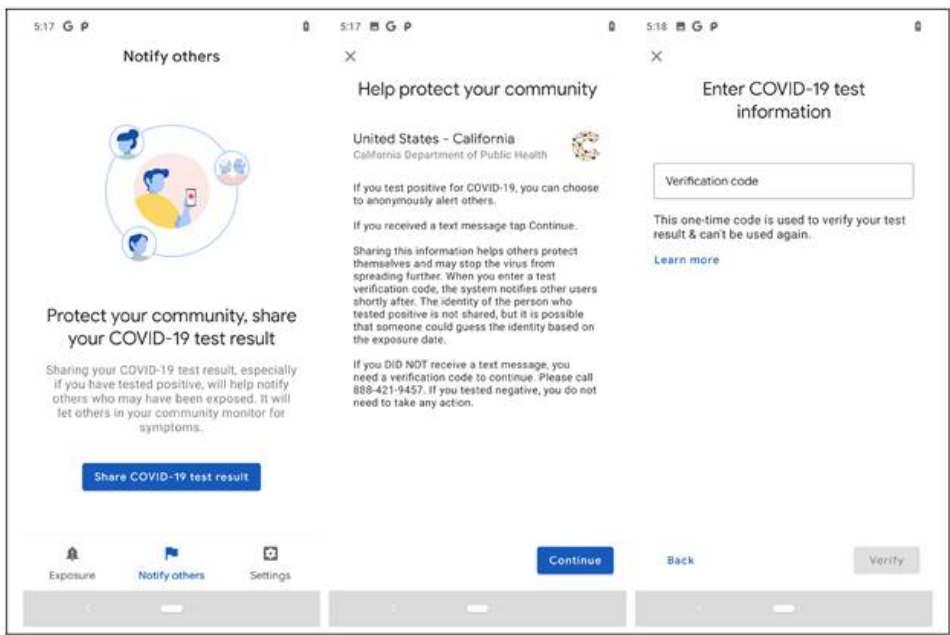 5:17 G
Notify others
Protect your community, share
your COVID-19 test result
Sharing your COVID-19 test result, especially
if you have tested positive, will help notify
others who may have been exposed. It will
let others in your community monitor for
symptoms.
Share COVID-19 test result
Exposure
Notify others
Settings
5:17 G
Help protect your community
United States - California
California Department of Public Health
If you test positive for COVID-19, you can choose
to anonymously alert others.
If you received a text message tap Continue.
Sharing this information helps others protect
themselves and may stop the virus from
spreading further. When you enter a test
verification code, the system notifies other users
shortly after. The identity of the person who
tested positive is not shared, but it is possible
that someone could guess the identity based on
the exposure date.
If you DID NOT receive a text message, you
need a verification code to continue. Please call
888-421-9457. If you tested negative, you do not
need to take any action.
Continue
5:18 G
Enter COVID-19 test
information
Verification code
This one-time code is used to verify your test
result & can't be used again.
Learn more
Back
Verify